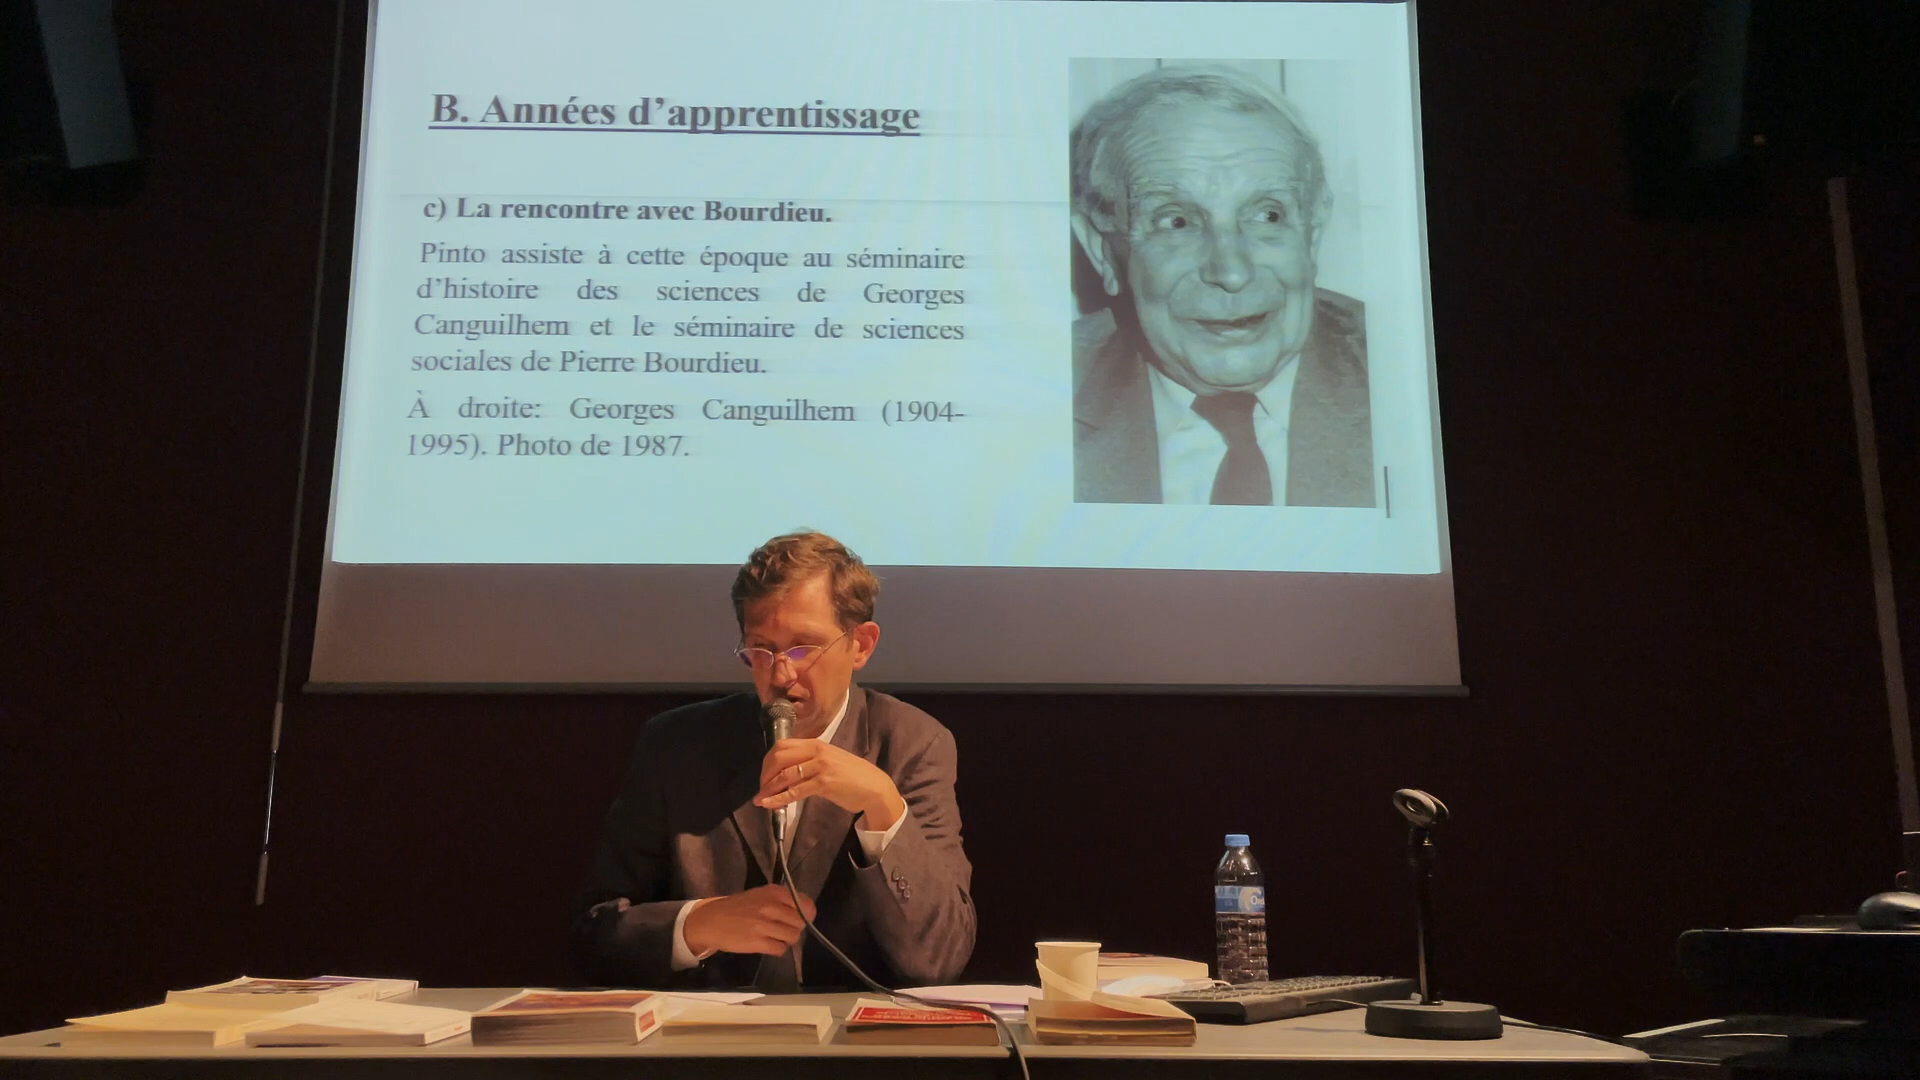 B. Années d'apprentissage
c) La rencontre avec Bourdieu.
Pinto assiste à cette époque au séminaire
d'histoire des sciences de Georges
Canguilhem et le séminaire de sciences
sociales de Pierre Bourdieu.
À droite: Georges Canguilhem (1904-
1995). Photo de 1987.